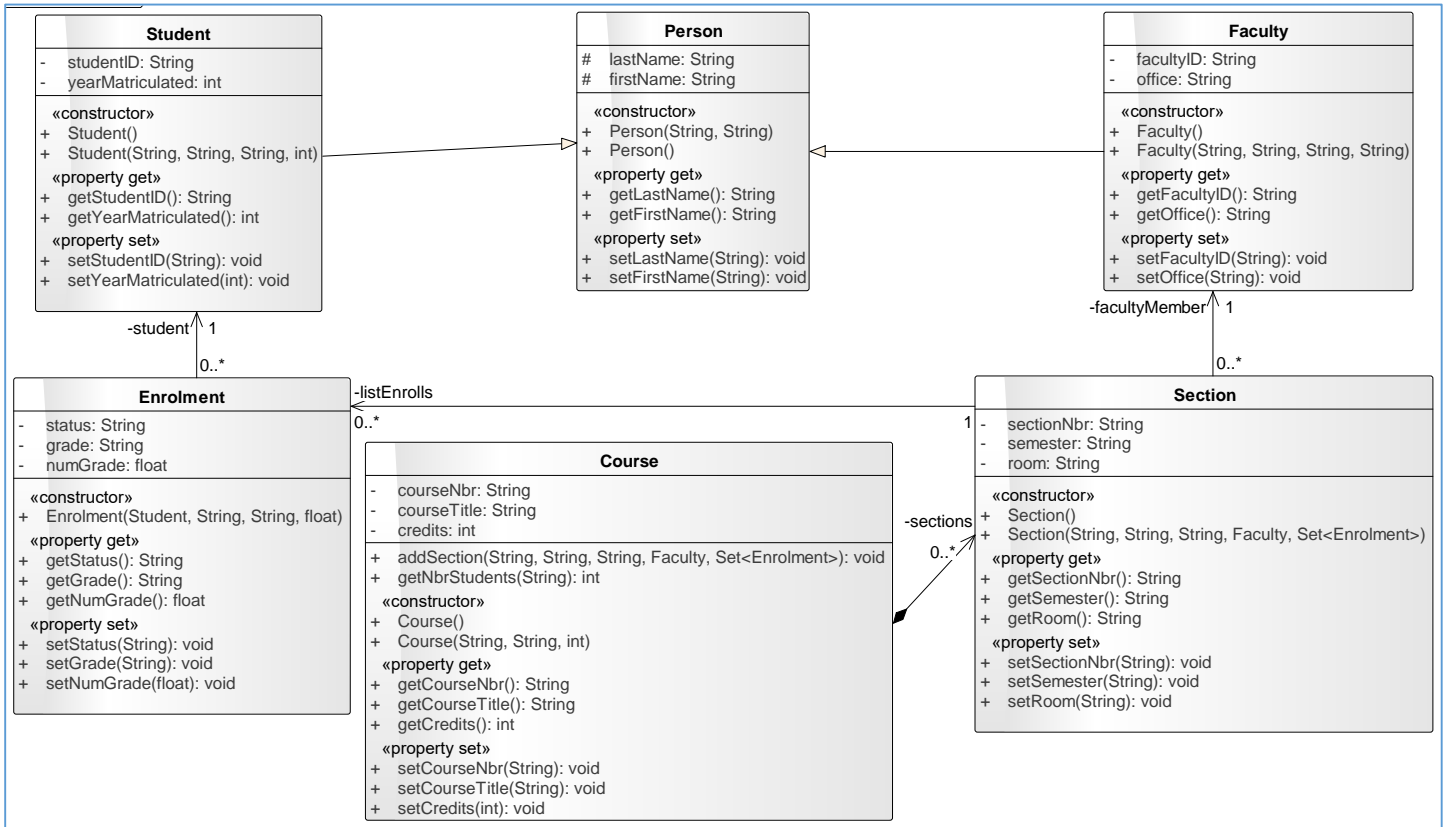 Student
- studentID: String
- yearMatriculated: int
«constructor»
+ Student()
+ Student(String, String, String, int)
«property get»
+ getStudentID(): String
+ getYearMatriculated(): int
«property set»
+ setStudentID(String): void
+ setYearMatriculated(int): void
Person
# lastName: String
# firstName: String
«constructor»
+ Person(String, String)
+ Person()
«property get»
+ getLastName(): String
+ getFirstName(): String
«property set»
+ setLastName(String): void
+ setFirstName(String): void
Faculty
- facultyID: String
- office: String
«constructor»
+ Faculty()
+ Faculty(String, String, String, String)
«property get»
+ getFacultyID(): String
+ getOffice(): String
«property set»
+ setFacultyID(String): void
+ setOffice(String): void
-student 1
0..*
-facultyMember 1
0..*
Enrolment
- status: String
- grade: String
- numGrade: float
«constructor»
+ Enrolment(Student, String, String, float)
«property get»
+ getStatus(): String
+ getGrade(): String
+ getNumGrade(): float
«property set»
+ setStatus(String): void
+ setGrade(String): void
+ setNumGrade(float): void
-listEnrolls
0..*
1
Course
- courseNbr: String
- courseTitle: String
- credits: int
+ addSection(String, String, String, Faculty, Set<Enrolment>): void
+ getNbrStudents(String): int
«constructor»
+ Course()
+ Course(String, String, int)
«property get»
+ getCourseNbr(): String
+ getCourseTitle(): String
+ getCredits(): int
«property set»
+ setCourseNbr(String): void
+ setCourseTitle(String): void
+ setCredits(int): void
-sections
0..*
Section
- sectionNbr: String
- semester: String
- room: String
«constructor»
+ Section()
+ Section(String, String, String, Faculty, Set<Enrolment>)
«property get»
+ getSectionNbr(): String
+ getSemester(): String
+ getRoom(): String
«property set»
+ setSectionNbr(String): void
+ setSemester(String): void
+ setRoom(String): void